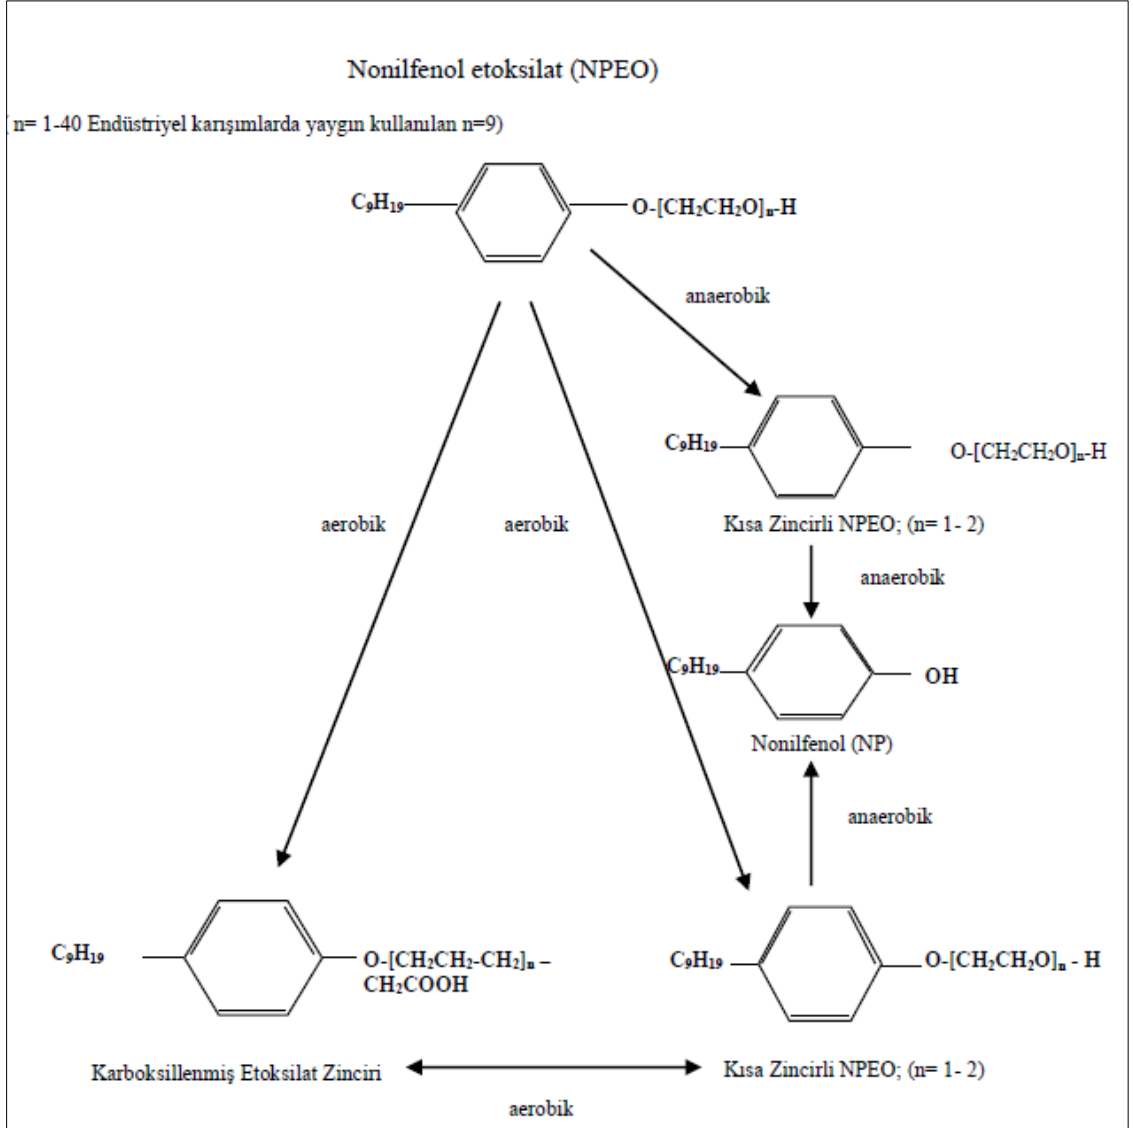 Nonilfenol etoksilat (NPEO)
( n= 1-40 Endüstriyel karışımlarda yaygın kullanılan n=9)
C₉H₁₉
O-[CH₂CH₂O]ₙ-H
anaerobik
C₉H₁₉
O-[CH₂CH₂O]ₙ-H
Kısa Zincirli NPEO; (n= 1- 2)
aerobik
aerobik
anaerobik
C₉H₁₉
OH
Nonilfenol (NP)
anaerobik
C₉H₁₉
O-[CH₂CH₂-CH₂]ₙ –
CH₂COOH
C₉H₁₉
O-[CH₂CH₂O]ₙ - H
Karboksillenmiş Etoksilat Zinciri
Kısa Zincirli NPEO; (n= 1- 2)
aerobik